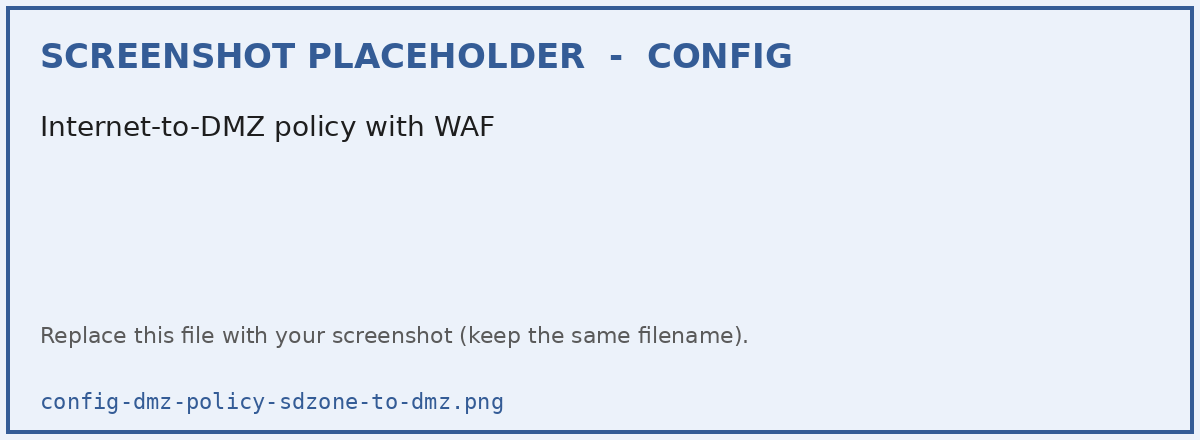 SCREENSHOT PLACEHOLDER - CONFIG
Internet-to-DMZ policy with WAF
Replace this file with your screenshot (keep the same filename).
config-dmz-policy-sdzone-to-dmz.png